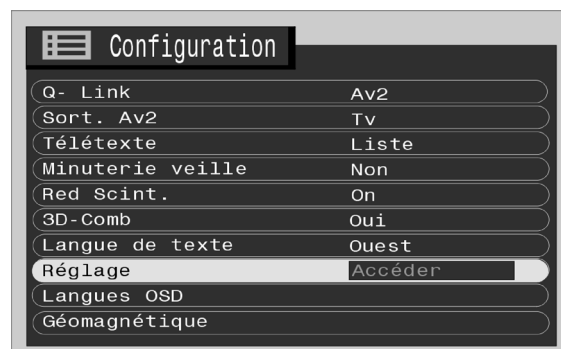 Configuration
Q- Link Av2
Sort. Av2 Tv
Télétexte Liste
Minuterie veille Non
Red Scint. On
3D-Comb Oui
Langue de texte Ouest
Réglage Accéder
Langues OSD
Géomagnétique